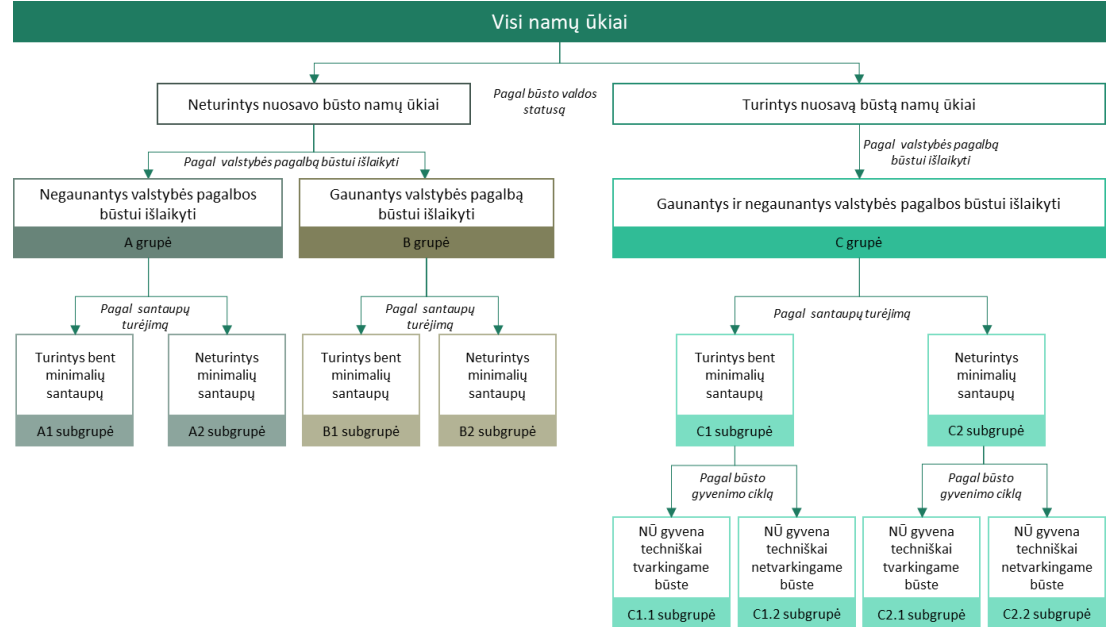 Visi namų ūkiai
Neturintys nuosavo būsto namų ūkiai
Pagal būsto valdos
statusą
Turintys nuosavą būstą namų ūkiai
Pagal valstybės pagalbą būstui išlaikyti
Pagal valstybės pagalbą
būstui išlaikyti
Negaunantys valstybės pagalbos
būstui išlaikyti
A grupė
Gaunantys valstybės pagalbą
būstui išlaikyti
B grupė
Gaunantys ir negaunantys valstybės pagalbos būstui išlaikyti
C grupė
Pagal santaupų
turėjimą
Pagal santaupų
turėjimą
Pagal santaupų turėjimą
Turintys bent
minimalių
santaupų
A1 subgrupė
Neturintys
minimalių
santaupų
A2 subgrupė
Turintys bent
minimalių
santaupų
B1 subgrupė
Neturintys
minimalių
santaupų
B2 subgrupė
Turintys bent
minimalių
santaupų
C1 subgrupė
Neturintys
minimalių
santaupų
C2 subgrupė
Pagal būsto
gyvenimo ciklą
Pagal būsto
gyvenimo ciklą
NŪ gyvena
techniškai
tvarkingame
būste
C1.1 subgrupė
NŪ gyvena
techniškai
netvarkingame
būste
C1.2 subgrupė
NŪ gyvena
techniškai
tvarkingame
būste
C2.1 subgrupė
NŪ gyvena
techniškai
netvarkingame
būste
C2.2 subgrupė